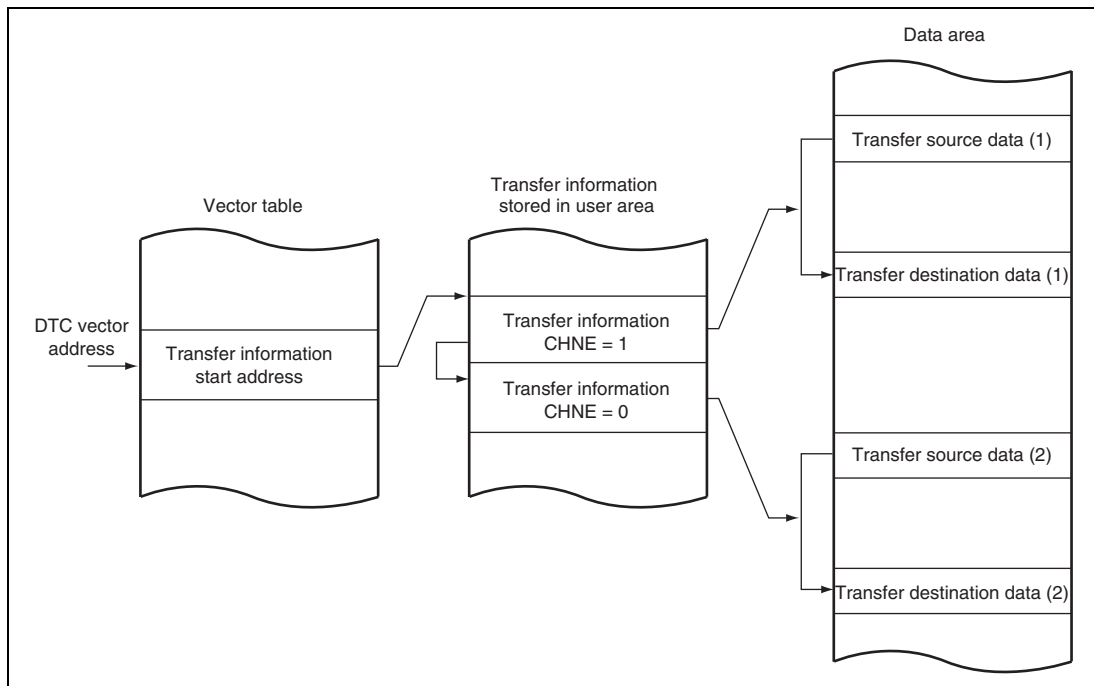 Data area
Transfer source data (1)
Transfer destination data (1)
Transfer source data (2)
Transfer destination data (2)
Transfer information
stored in user area
Transfer information
CHNE = 1
Transfer information
CHNE = 0
Vector table
DTC vector
address
Transfer information
start address